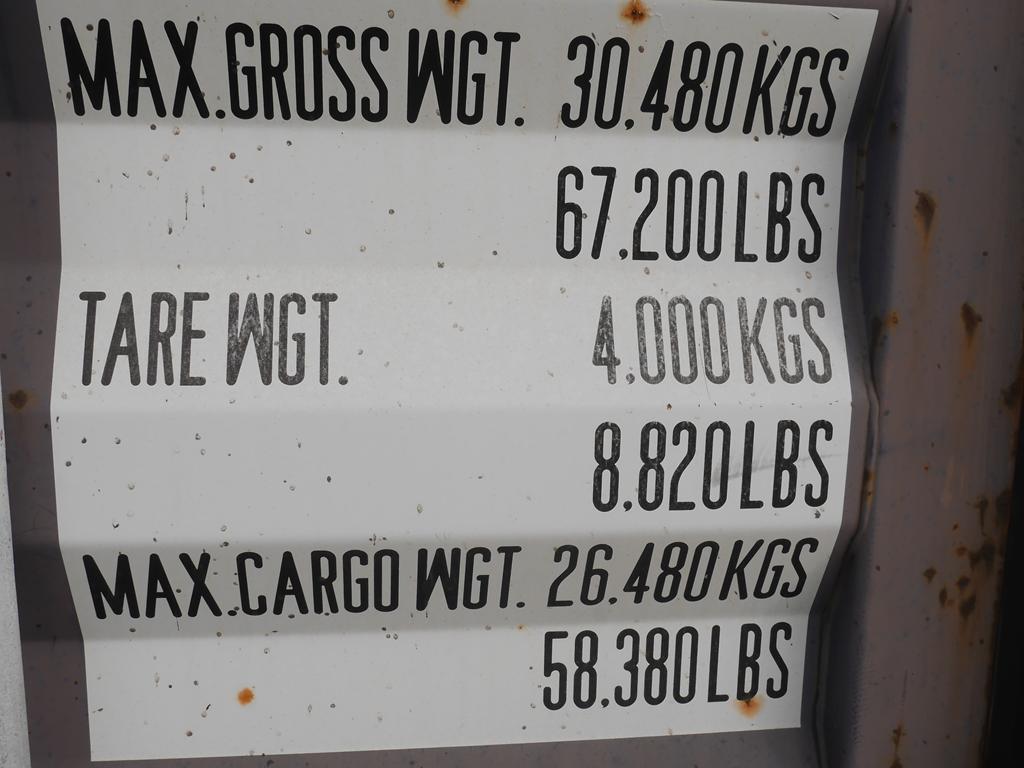 MAX.GROSS WGT. 30.480KGS
67.200LBS
TARE WGT. 4.000KGS
8.820LBS
MAX.CARGO WGT. 26.480KGS
58.380LBS